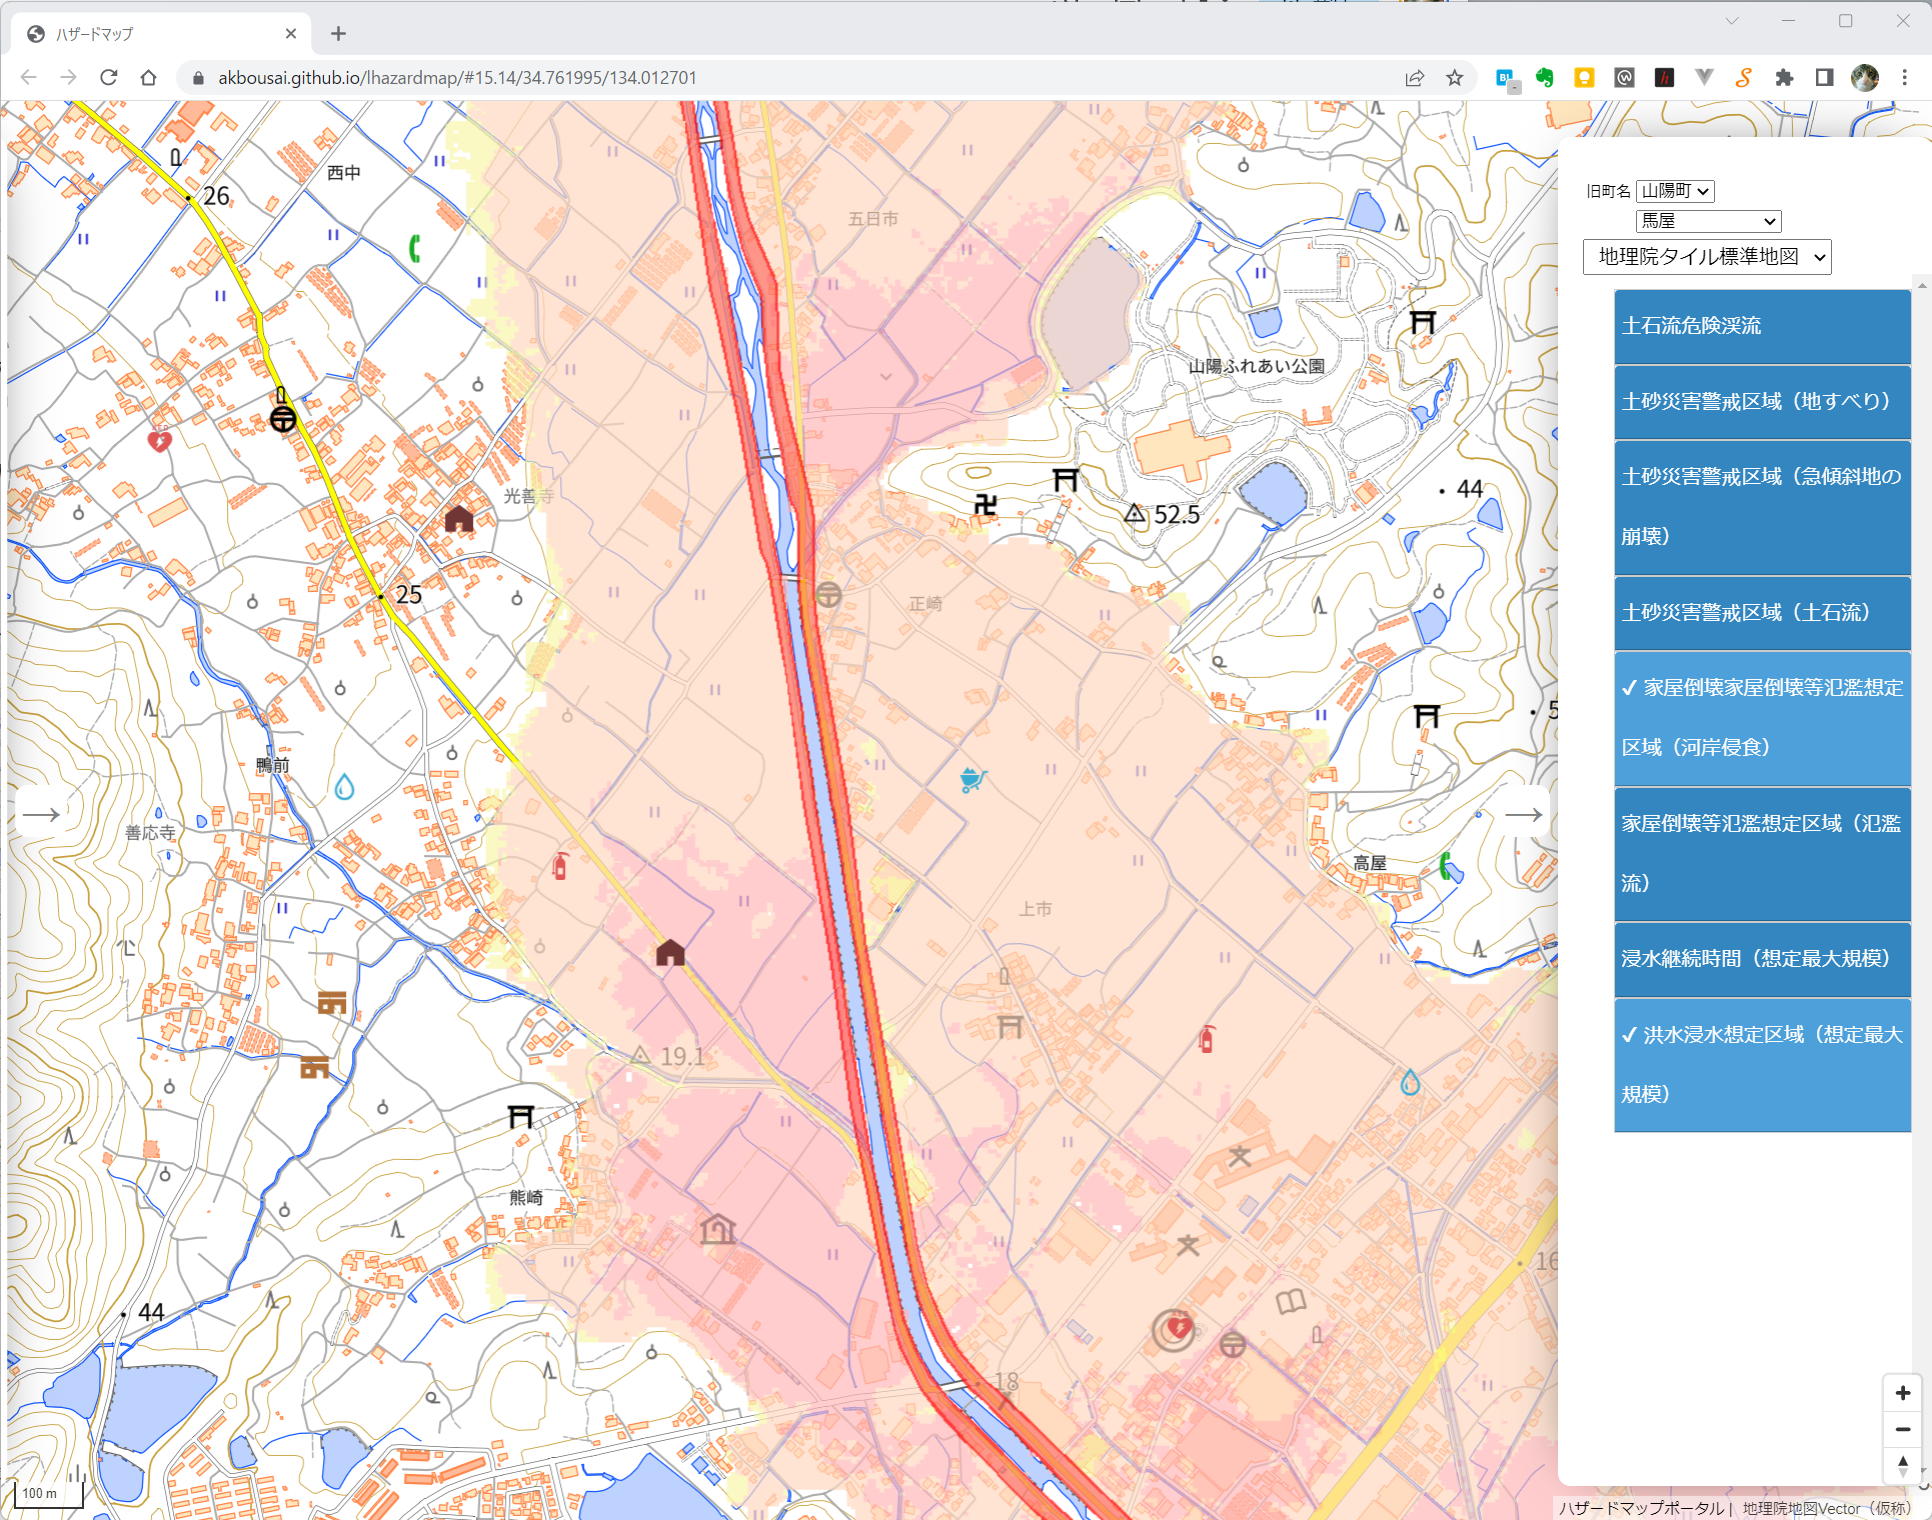 ハザードマップ
akbousai.github.io/lhazardmap/#15.14/34.761995/134.012701
旧町名 山陽町
馬屋
地理院タイル標準地図
土石流危険渓流
土砂災害警戒区域（地すべり）
土砂災害警戒区域（急傾斜地の
崩壊）
土砂災害警戒区域（土石流）
✓ 家屋倒壊家屋倒壊等氾濫想定
区域（河岸侵食）
家屋倒壊等氾濫想定区域（氾濫
流）
浸水継続時間（想定最大規模）
✓ 洪水浸水想定区域（想定最大
規模）
西中
26
五日市
山陽ふれあい公園
光善寺
44
52.5
25
正崎
鴨前
善応寺
高屋
上市
19.1
熊崎
16
44
18
100 m
ハザードマップポータル | 地理院地図Vector（仮称）